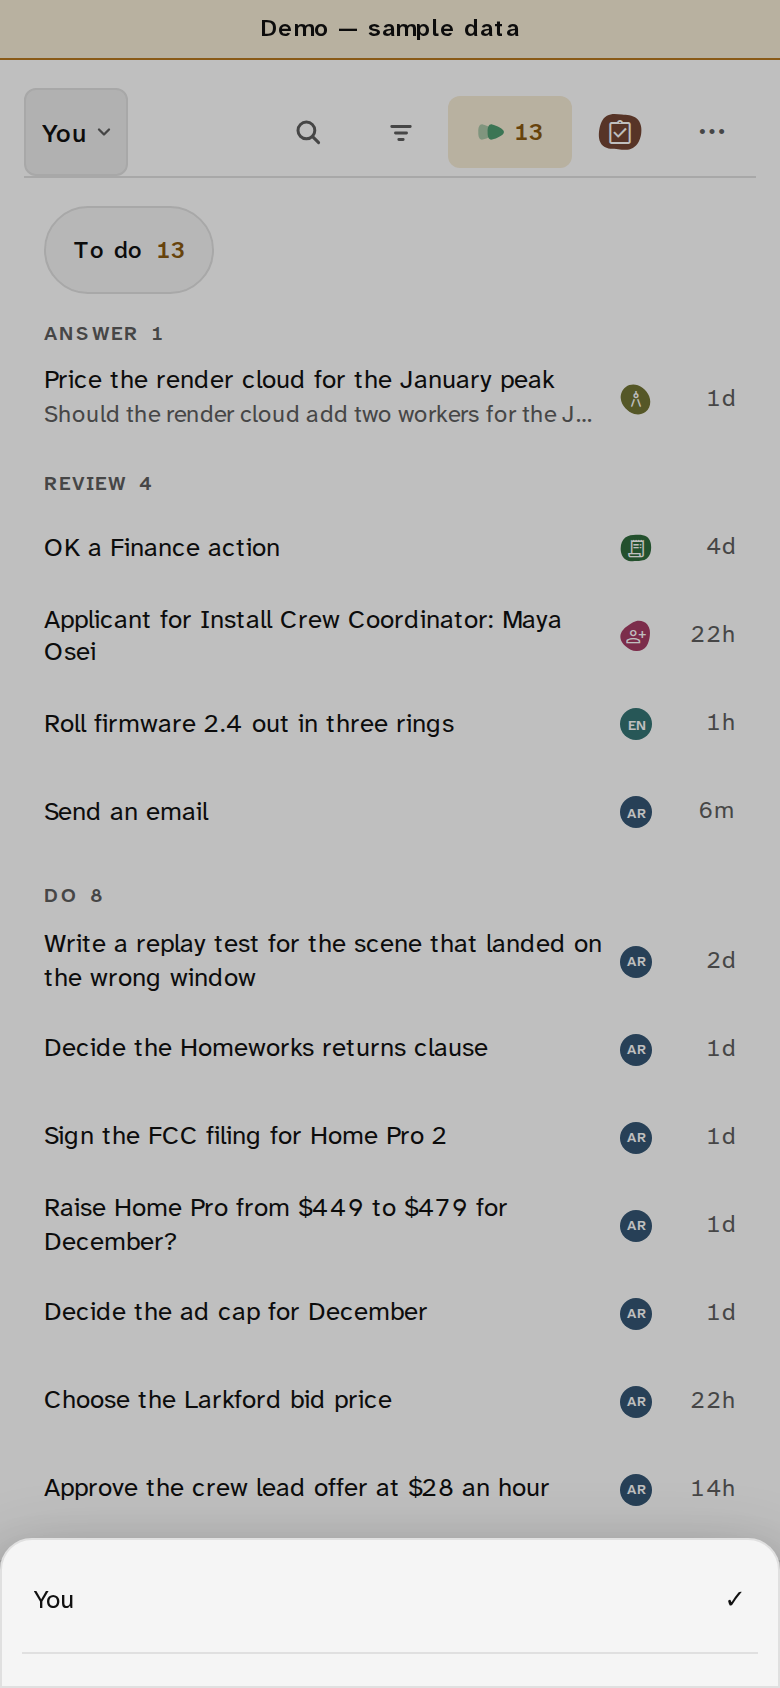 Demo — sample data
You
13
To do 13
ANSWER 1
Price the render cloud for the January peak
1d
Should the render cloud add two workers for the J...
REVIEW 4
OK a Finance action
4d
Applicant for Install Crew Coordinator: Maya
Osei
22h
Roll firmware 2.4 out in three rings
EN
1h
Send an email
AR
6m
DO 8
Write a replay test for the scene that landed on
the wrong window
AR
2d
Decide the Homeworks returns clause
AR
1d
Sign the FCC filing for Home Pro 2
AR
1d
Raise Home Pro from $449 to $479 for
December?
AR
1d
Decide the ad cap for December
AR
1d
Choose the Larkford bid price
AR
22h
Approve the crew lead offer at $28 an hour
AR
14h
You ✓